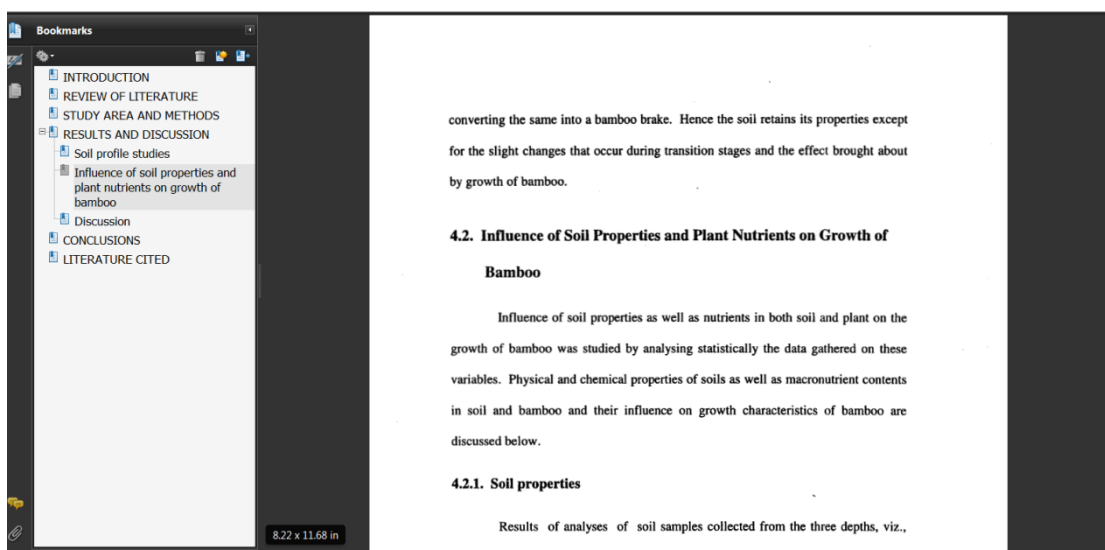 Bookmarks
INTRODUCTION
REVIEW OF LITERATURE
STUDY AREA AND METHODS
RESULTS AND DISCUSSION
Soil profile studies
Influence of soil properties and
plant nutrients on growth of
bamboo
Discussion
CONCLUSIONS
LITERATURE CITED
8.22 x 11.68 in
converting the same into a bamboo brake. Hence the soil retains its properties except
for the slight changes that occur during transition stages and the effect brought about
by growth of bamboo.
4.2. Influence of Soil Properties and Plant Nutrients on Growth of
Bamboo
Influence of soil properties as well as nutrients in both soil and plant on the
growth of bamboo was studied by analysing statistically the data gathered on these
variables. Physical and chemical properties of soils as well as macronutrient contents
in soil and bamboo and their influence on growth characteristics of bamboo are
discussed below.
4.2.1. Soil properties
Results of analyses of soil samples collected from the three depths, viz.,